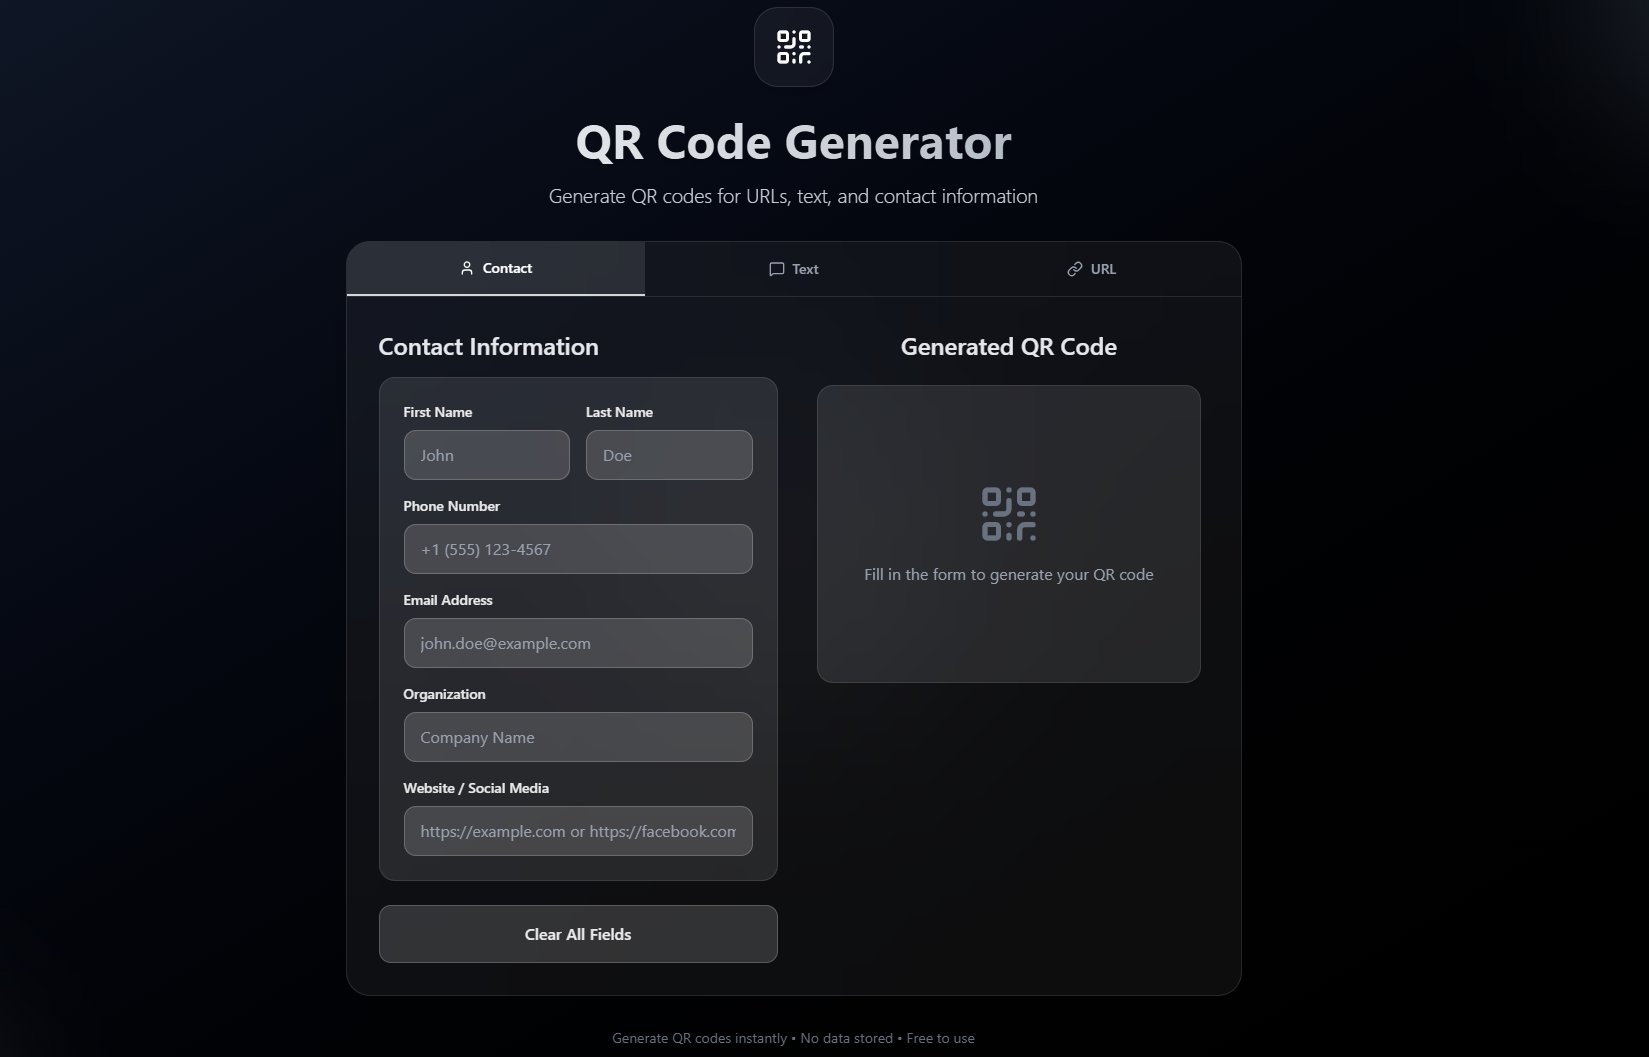 QR Code Generator
Generate QR codes for URLs, text, and contact information
Contact
Text
URL
Contact Information
First Name
Last Name
John
Doe
Phone Number
+1 (555) 123-4567
Email Address
john.doe@example.com
Organization
Company Name
Website / Social Media
https://example.com or https://facebook.com
Clear All Fields
Generated QR Code
Fill in the form to generate your QR code
Generate QR codes instantly • No data stored • Free to use